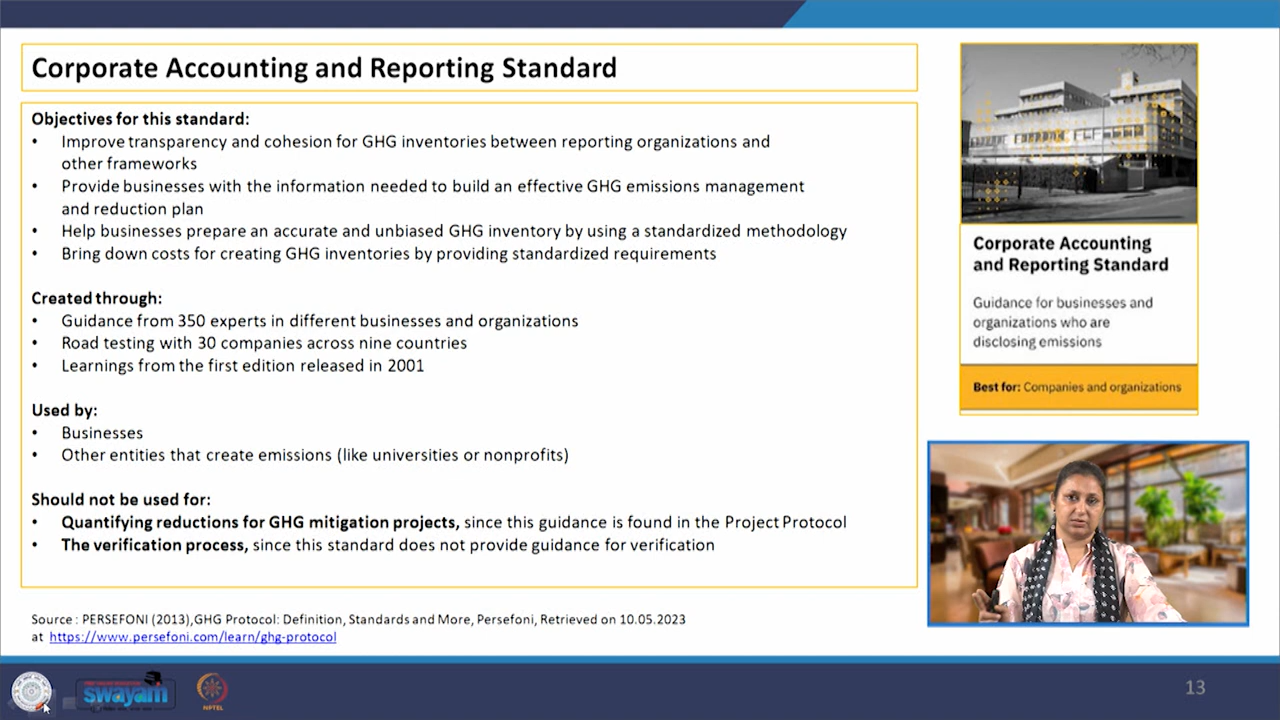 Corporate Accounting and Reporting Standard
Objectives for this standard:
• Improve transparency and cohesion for GHG inventories between reporting organizations and
other frameworks
• Provide businesses with the information needed to build an effective GHG emissions management
and reduction plan
• Help businesses prepare an accurate and unbiased GHG inventory by using a standardized methodology
• Bring down costs for creating GHG inventories by providing standardized requirements
Created through:
• Guidance from 350 experts in different businesses and organizations
• Road testing with 30 companies across nine countries
• Learnings from the first edition released in 2001
Used by:
• Businesses
• Other entities that create emissions (like universities or nonprofits)
Should not be used for:
• Quantifying reductions for GHG mitigation projects, since this guidance is found in the Project Protocol
• The verification process, since this standard does not provide guidance for verification
Source : PERSEFONI (2013),GHG Protocol: Definition, Standards and More, Persefoni, Retrieved on 10.05.2023
at https://www.persefoni.com/learn/ghg-protocol
Corporate Accounting
and Reporting Standard
Guidance for businesses and
organizations who are
disclosing emissions
Best for: Companies and organizations
swayam
NPTEL
13